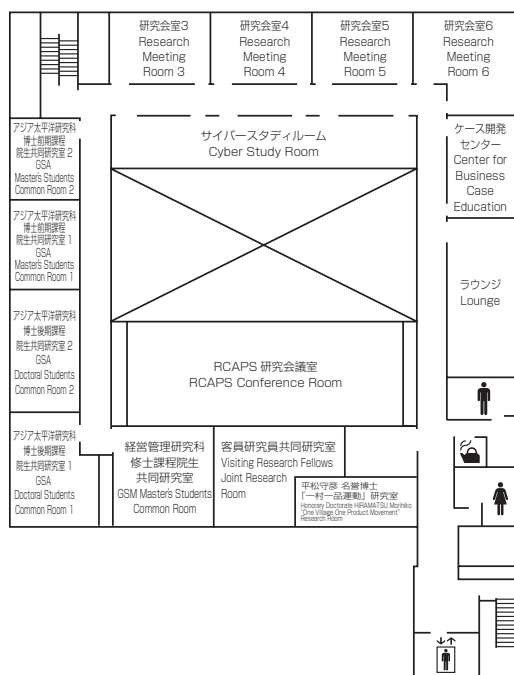 研究会室3
Research
Meeting
Room 3
研究会室4
Research
Meeting
Room 4
研究会室5
Research
Meeting
Room 5
研究会室6
Research
Meeting
Room 6
アジア太平洋研究科
博士前期課程
院生共同研究室 2
GSA
Master's Students
Common Room 2
サイバースタディルーム
Cyber Study Room
ケース開発
センター
Center for
Business
Case
Education
アジア太平洋研究科
博士前期課程
院生共同研究室 1
GSA
Master's Students
Common Room 1
ラウンジ
Lounge
アジア太平洋研究科
博士後期課程
院生共同研究室 2
GSA
Doctoral Students
Common Room 2
RCAPS 研究会議室
RCAPS Conference Room
アジア太平洋研究科
博士後期課程
院生共同研究室 1
GSA
Doctoral Students
Common Room 1
経営管理研究科
修士課程院生
共同研究室
GSM Master's Students
Common Room
客員研究員共同研究室
Visiting Research Fellows
Joint Research
Room
平松守彦 名誉博士
「一村一品運動」研究室
Honorary Doctorate HIRAMATSU Morihiko
"One Village One Product Movement"
Research Room